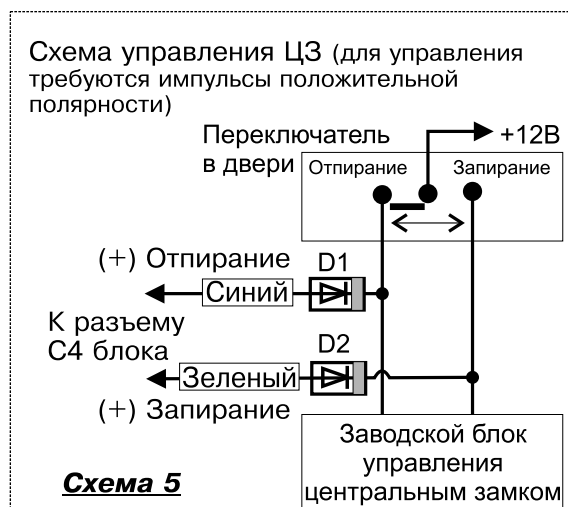 Схема управления ЦЗ (для управления
требуются импульсы положительной
полярности)
Переключатель
в двери
+12В
Отпирание
Запирание
(+) Отпирание
D1
Синий
К разъему
С4 блока
D2
Зеленый
(+) Запирание
Заводской блок
управления
центральным замком
Схема 5